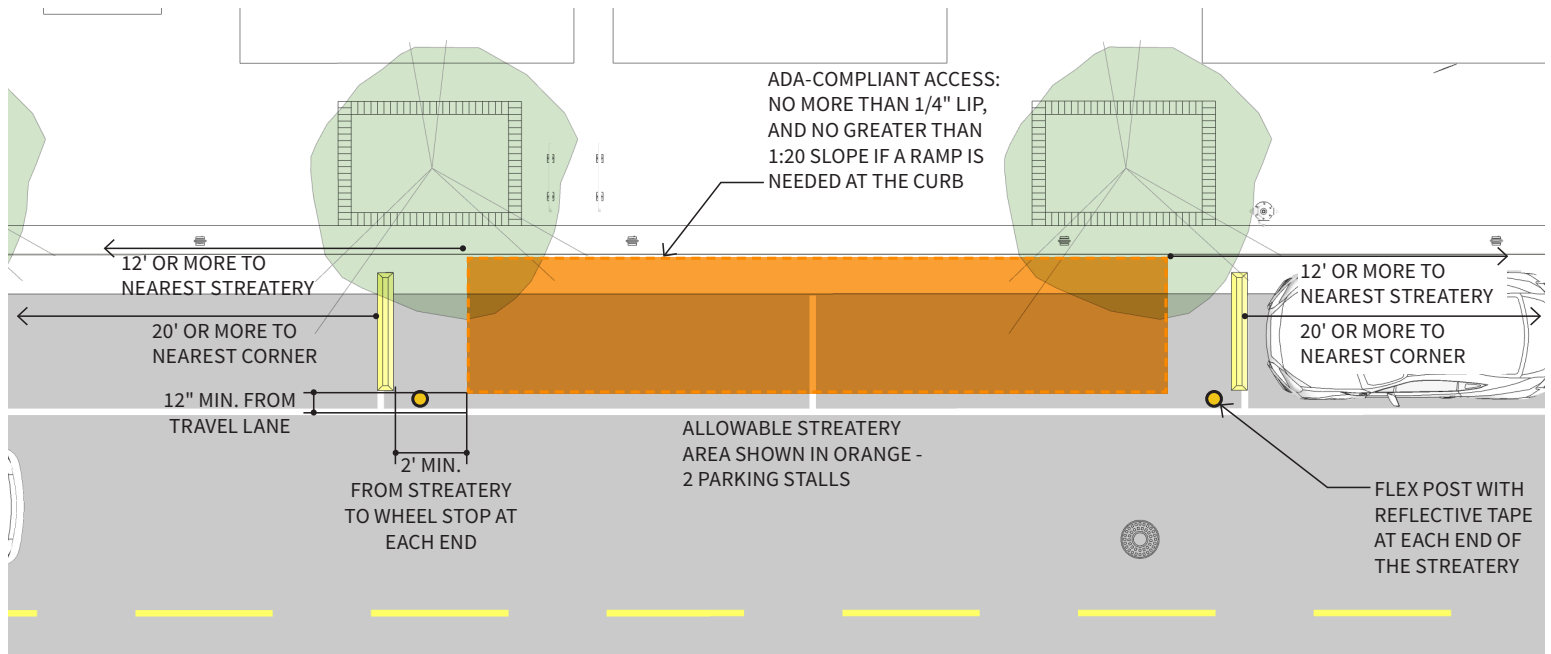 ADA-COMPLIANT ACCESS:
NO MORE THAN 1/4" LIP,
AND NO GREATER THAN
1:20 SLOPE IF A RAMP IS
NEEDED AT THE CURB
12' OR MORE TO
NEAREST STREATERY
20' OR MORE TO
NEAREST CORNER
12" MIN. FROM
TRAVEL LANE
2' MIN.
FROM STREATERY
TO WHEEL STOP AT
EACH END
ALLOWABLE STREATERY
AREA SHOWN IN ORANGE -
2 PARKING STALLS
12' OR MORE TO
NEAREST STREATERY
20' OR MORE TO
NEAREST CORNER
FLEX POST WITH
REFLECTIVE TAPE
AT EACH END OF
THE STREATERY